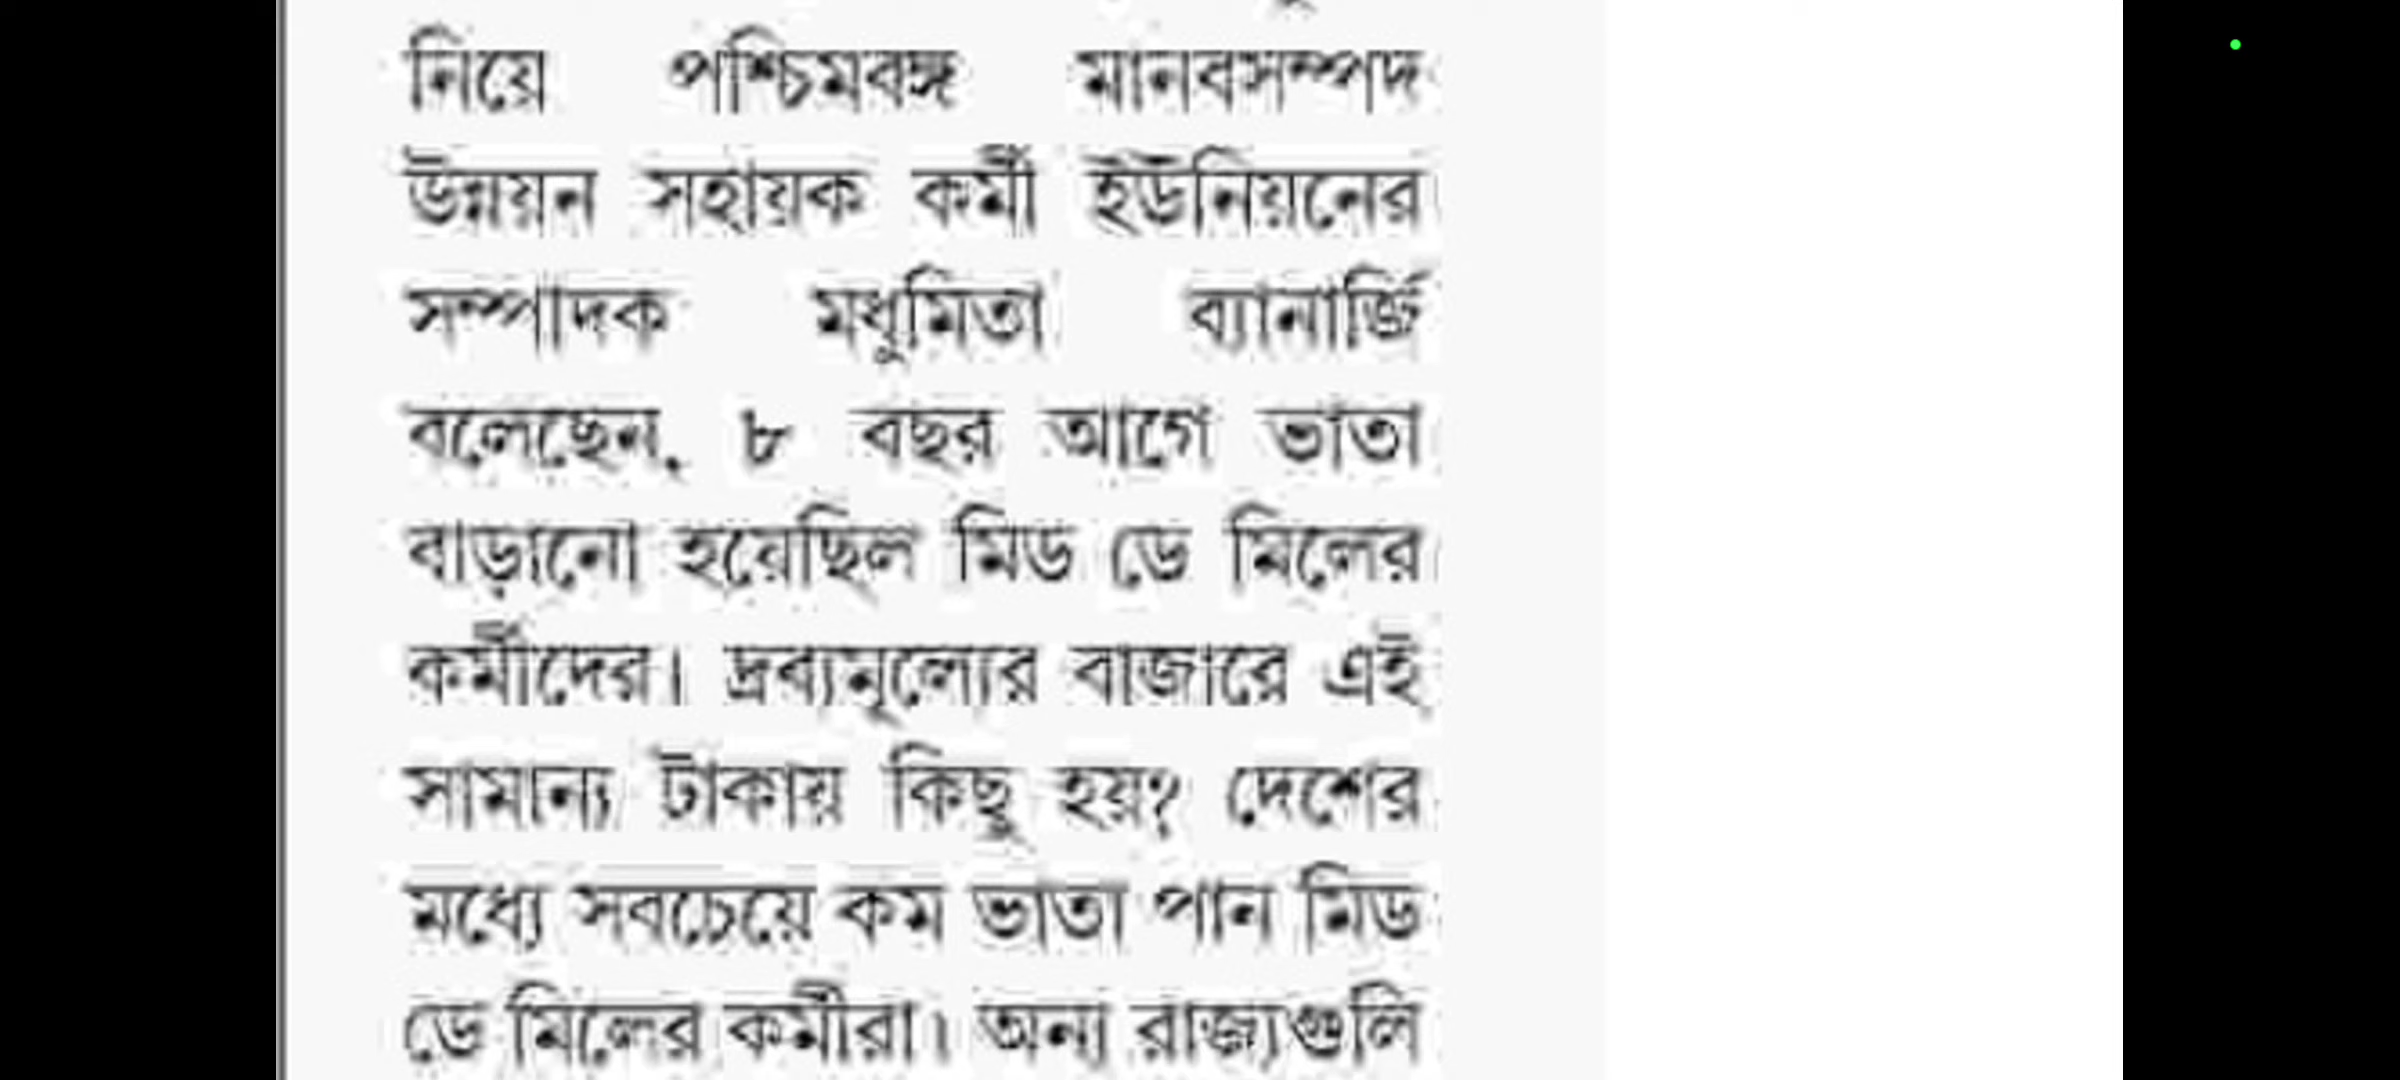 নিয়ে পশ্চিমবঙ্গ মানবসম্পদ
উন্নয়ন সহায়ক কর্মী ইউনিয়নের
সম্পাদক মধুমিতা ব্যানার্জি
বলেছেন, ৮ বছর আগে ভাতা
বাড়ানো হয়েছিল মিড ডে মিলের
কর্মীদের। দ্রব্যমূল্যের বাজারে এই
সামান্য টাকায় কিছু হয়? দেশের
মধ্যে সবচেয়ে কম ভাতা পান মিড
ডে মিলের কর্মীরা। অন্য রাজ্যগুলি